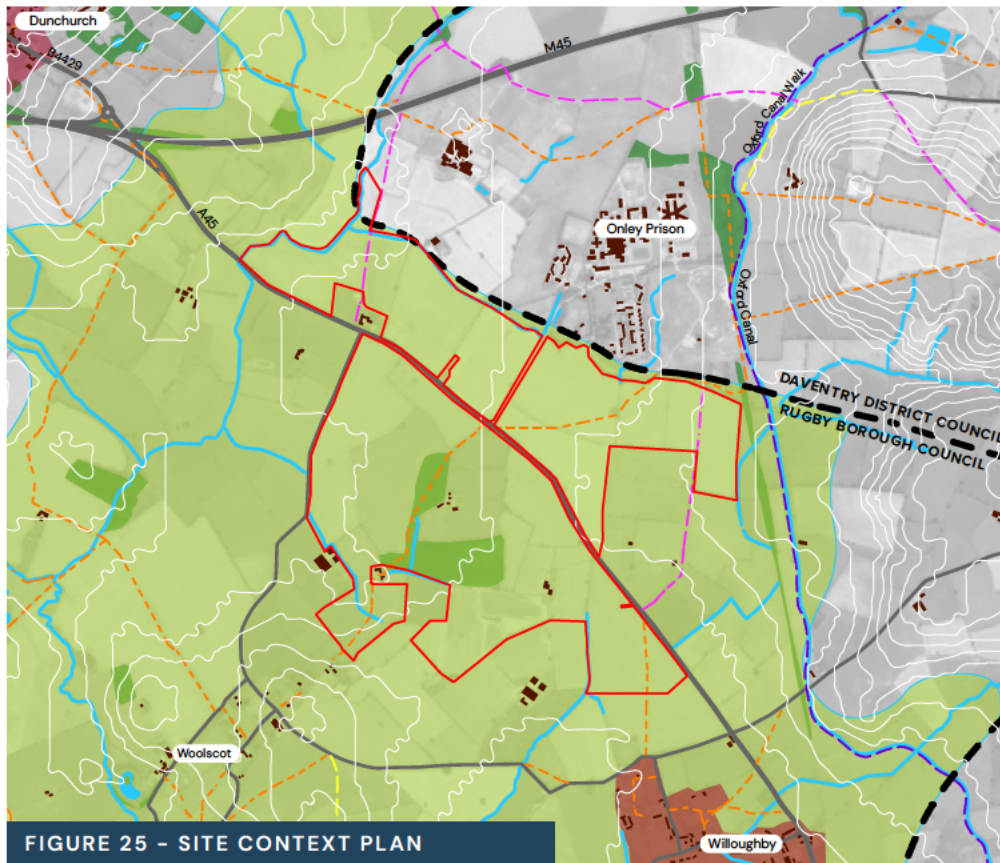 Dunchurch
B4429
M45
Oxford Canal Walk
A45
Onley Prison
Oxford Canal
DAVENTRY DISTRICT COUNCIL
RUGBY BOROUGH COUNCIL
Woolscot
Willoughby
FIGURE 25 - SITE CONTEXT PLAN